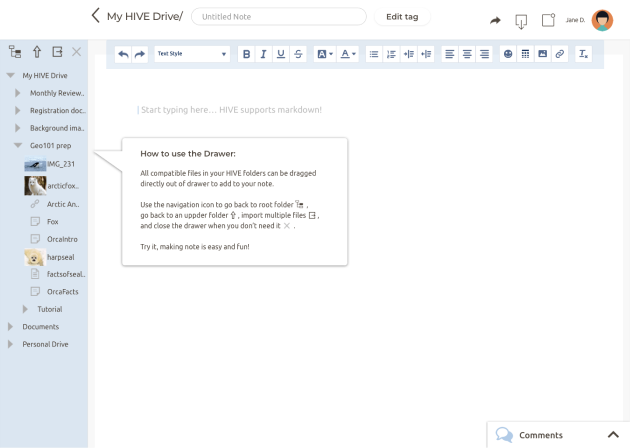 My HIVE Drive/
Untitled Note
Edit tag
Jane D.
Text Style
My HIVE Drive
Monthly Review..
Registration doc..
Background ima..
Geo101 prep
IMG_231
arcticfox..
Arctic An..
Fox
OrcaIntro
harpseal
factsofseal..
OrcaFacts
Tutorial
Documents
Personal Drive
Start typing here... HIVE supports markdown!
How to use the Drawer:
All compatible files in your HIVE folders can be dragged
directly out of drawer to add to your note.
Use the navigation icon to go back to root folder ,
go back to an uppder folder , import multiple files ,
and close the drawer when you don't need it .
Try it, making note is easy and fun!
Comments